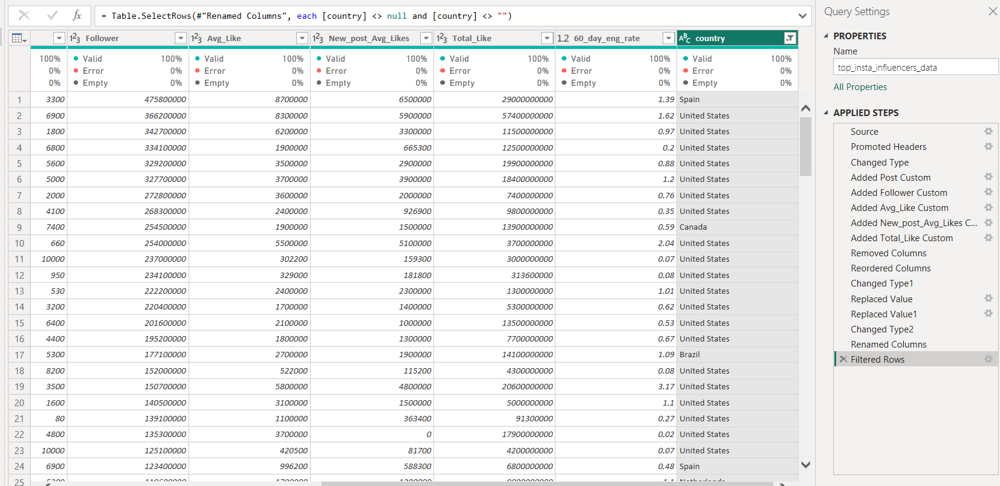 = Table.SelectRows(#"Renamed Columns", each [country] <> null and [country] <> "")
Query Settings
PROPERTIES
Name
top_insta_influencers_data
All Properties
APPLIED STEPS
Source
Promoted Headers
Changed Type
Added Post Custom
Added Follower Custom
Added Avg_Like Custom
Added New_post_Avg_Likes C...
Added Total_Like Custom
Removed Columns
Reordered Columns
Changed Type1
Replaced Value
Replaced Value1
Changed Type2
Renamed Columns
Filtered Rows
123 Follower 123 Avg_Like 123 New_post_Avg_Likes 123 Total_Like 1.2 60_day_eng_rate ABC country
100% Valid 100% Valid 100% Valid 100% Valid 100% Valid 100% Valid 100%
0% Error 0% Error 0% Error 0% Error 0% Error 0% Error 0%
0% Empty 0% Empty 0% Empty 0% Empty 0% Empty 0% Empty 0%
1 3300 475800000 8700000 6500000 29000000000 1.39 Spain
2 6900 366200000 8300000 5900000 57400000000 1.62 United States
3 1800 342700000 6200000 3300000 11500000000 0.97 United States
4 6800 334100000 1900000 665300 12500000000 0.2 United States
5 5600 329200000 3500000 2900000 19900000000 0.88 United States
6 5000 327700000 3700000 3900000 18400000000 1.2 United States
7 2000 272800000 3600000 2000000 7400000000 0.76 United States
8 4100 268300000 2400000 926900 9800000000 0.35 United States
9 7400 254500000 1900000 1500000 13900000000 0.59 Canada
10 660 254000000 5500000 5100000 3700000000 2.04 United States
11 10000 237000000 302200 159300 3000000000 0.07 United States
12 950 234100000 329000 181800 313600000 0.08 United States
13 530 222200000 2400000 2300000 1300000000 1.01 United States
14 3200 220400000 1700000 1400000 5300000000 0.62 United States
15 6400 201600000 2100000 1000000 13500000000 0.53 United States
16 4400 195200000 1800000 1300000 7700000000 0.67 United States
17 5300 177100000 2700000 1900000 14100000000 1.09 Brazil
18 8200 152000000 522000 115200 4300000000 0.08 United States
19 3500 150700000 5800000 4800000 20600000000 3.17 United States
20 1600 140500000 3100000 1500000 5000000000 1.1 United States
21 80 139100000 1100000 363400 91300000 0.27 United States
22 4800 135300000 3700000 0 17900000000 0.02 United States
23 10000 125100000 420500 81700 4200000000 0.07 United States
24 6900 123400000 996200 588300 6800000000 0.48 Spain
25